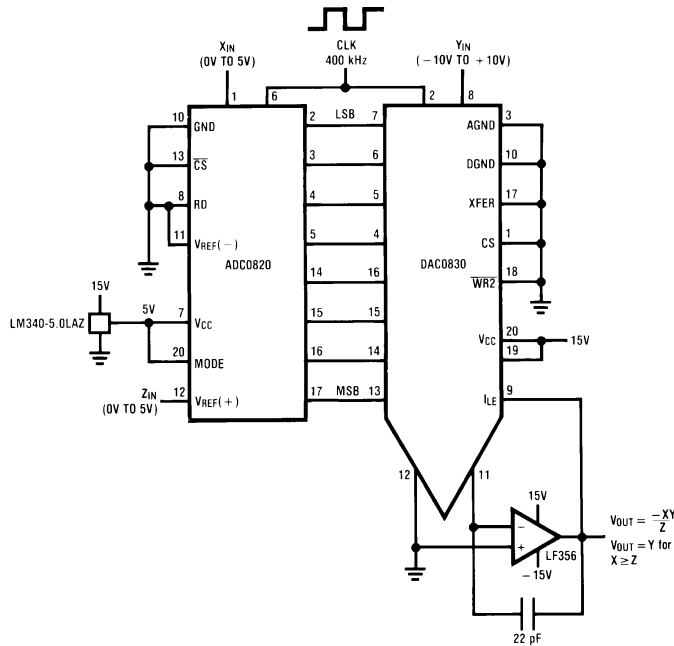 CLK
400 kHz
XIN
(0V TO 5V)
YIN
(−10V TO +10V)
1
6
2
8
10 GND
13 C̅S̅
8 RD
11 VREF(−)
15V
LM340-5.0LAZ
5V
7 VCC
20 MODE
ZIN
(0V TO 5V)
12 VREF(+)
ADC0820
2 LSB 7
3 6
4 5
5 4
14 16
15 15
16 14
17 MSB 13
DAC0830
AGND 3
DGND 10
XFER 17
CS 1
W̅R̅2̅ 18
VCC 20
19
15V
ILE 9
12
11
15V
−
+
LF356
−15V
22 pF
VOUT = −XY
Z
VOUT = Y for
X ≥ Z